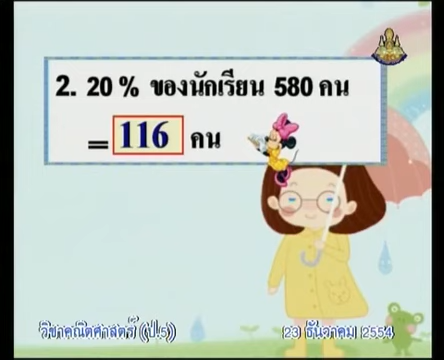 2. 20 % ของนักเรียน 580 คน
= 116 คน
วิชาคณิตศาสตร์ (ป.5)
23 ธันวาคม 2554